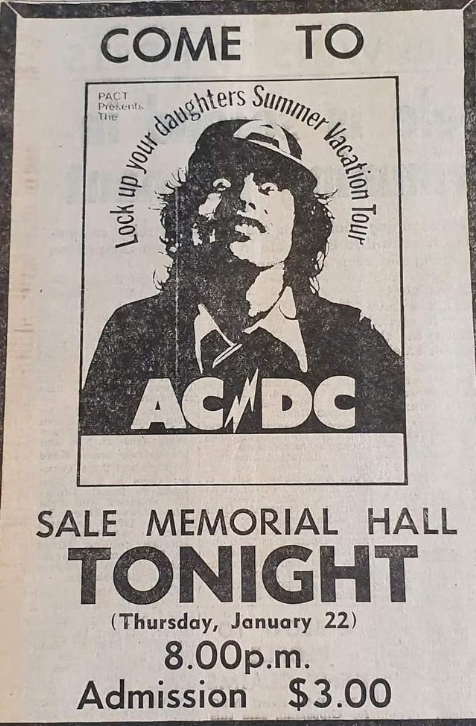 COME TO
PACT
Presents
The
Lock up your daughters Summer Vacation Tour
AC DC
SALE MEMORIAL HALL
TONIGHT
(Thursday, January 22)
8.00p.m.
Admission $3.00